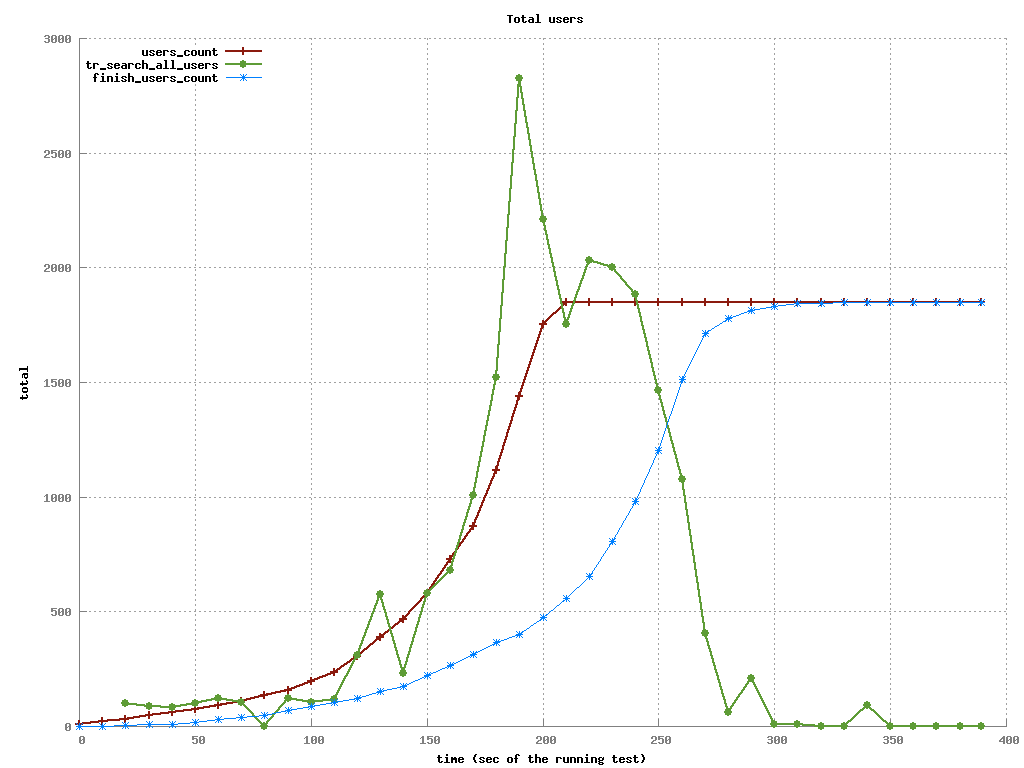 Total users
users_count
tr_search_all_users
finish_users_count
3000
2500
2000
1500
1000
500
0
total
0 50 100 150 200 250 300 350 400
time (sec of the running test)